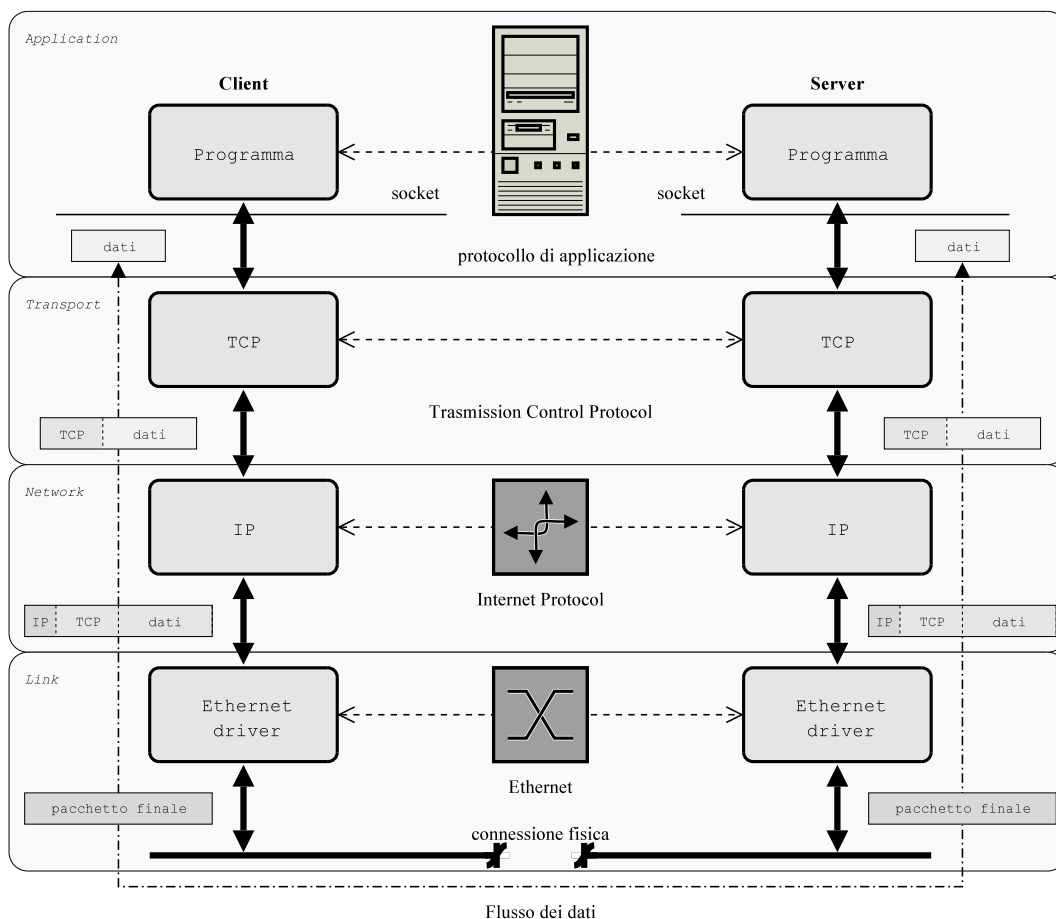 Application
Client
Server
Programma
Programma
socket
socket
dati
dati
protocollo di applicazione
Transport
TCP
TCP
Trasmission Control Protocol
TCP dati
TCP dati
Network
IP
IP
Internet Protocol
IP TCP dati
IP TCP dati
Link
Ethernet
driver
Ethernet
driver
Ethernet
pacchetto finale
pacchetto finale
connessione fisica
Flusso dei dati